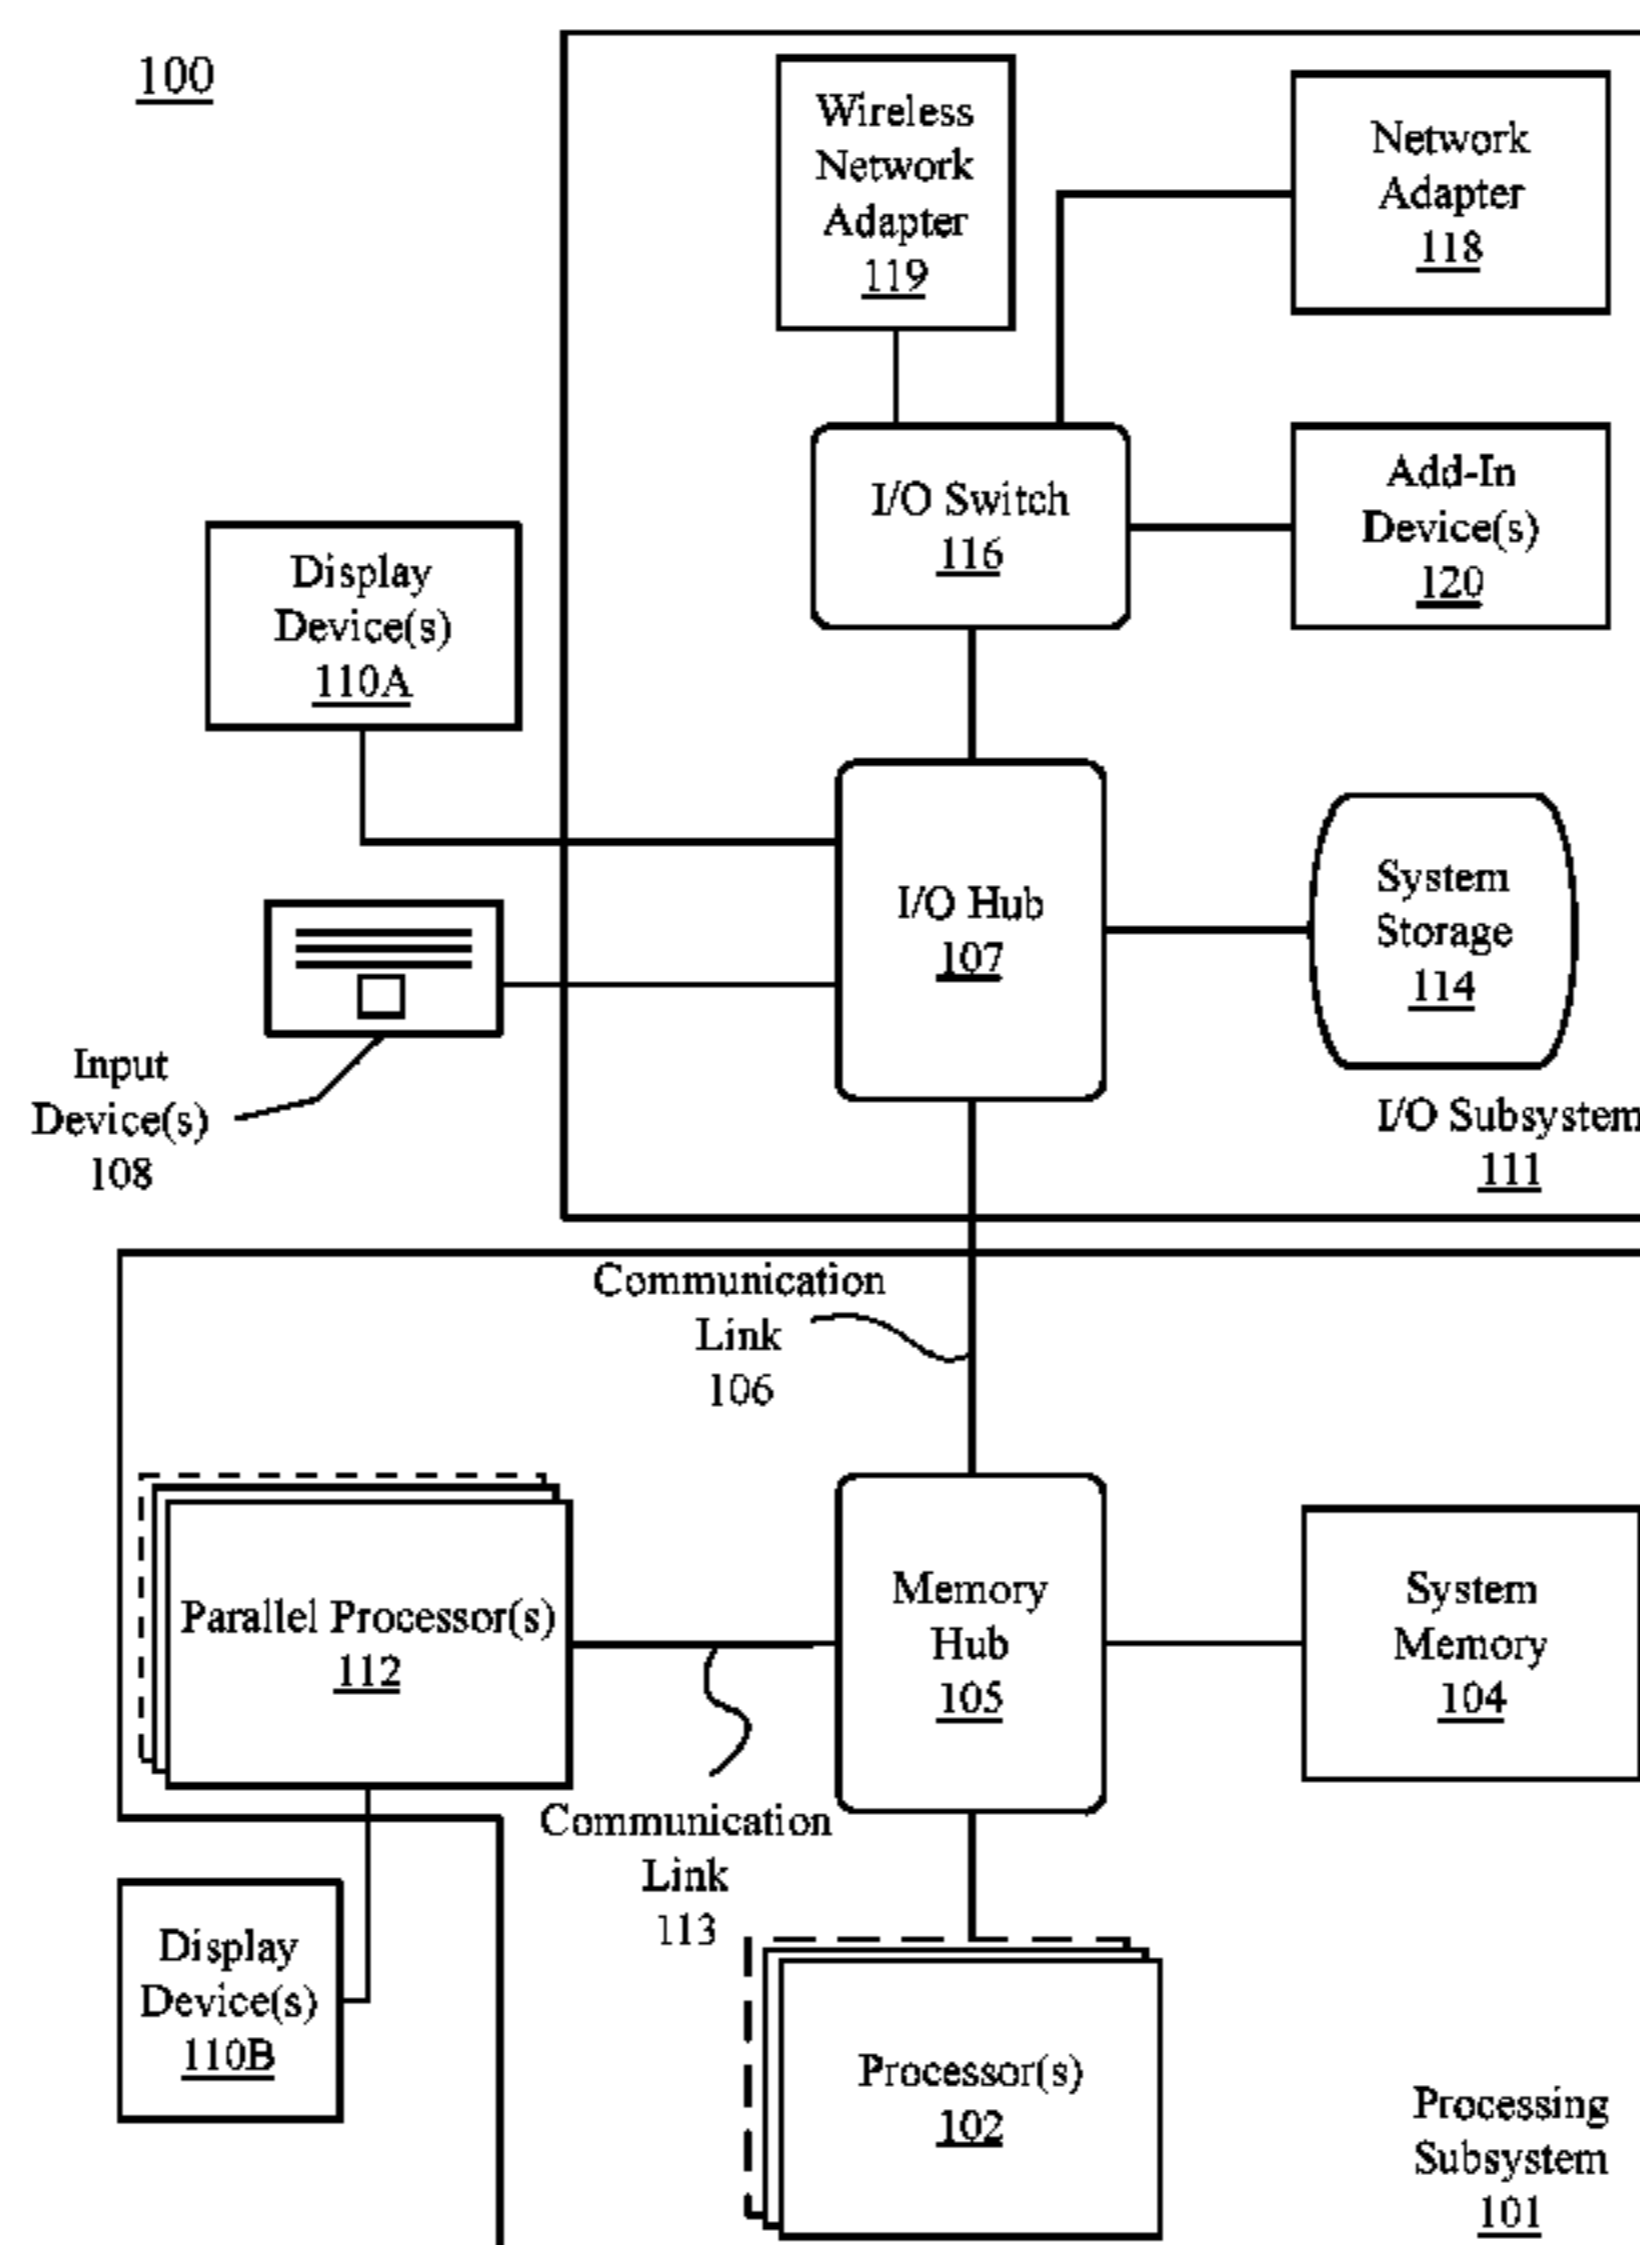 100
Wireless
Network
Adapter
119
Network
Adapter
118
I/O Switch
116
Add-In
Device(s)
120
Display
Device(s)
110A
I/O Hub
107
System
Storage
114
Input
Device(s)
108
I/O Subsystem
111
Communication
Link
106
Parallel Processor(s)
112
Memory
Hub
105
System
Memory
104
Communication
Link
113
Display
Device(s)
110B
Processor(s)
102
Processing
Subsystem
101